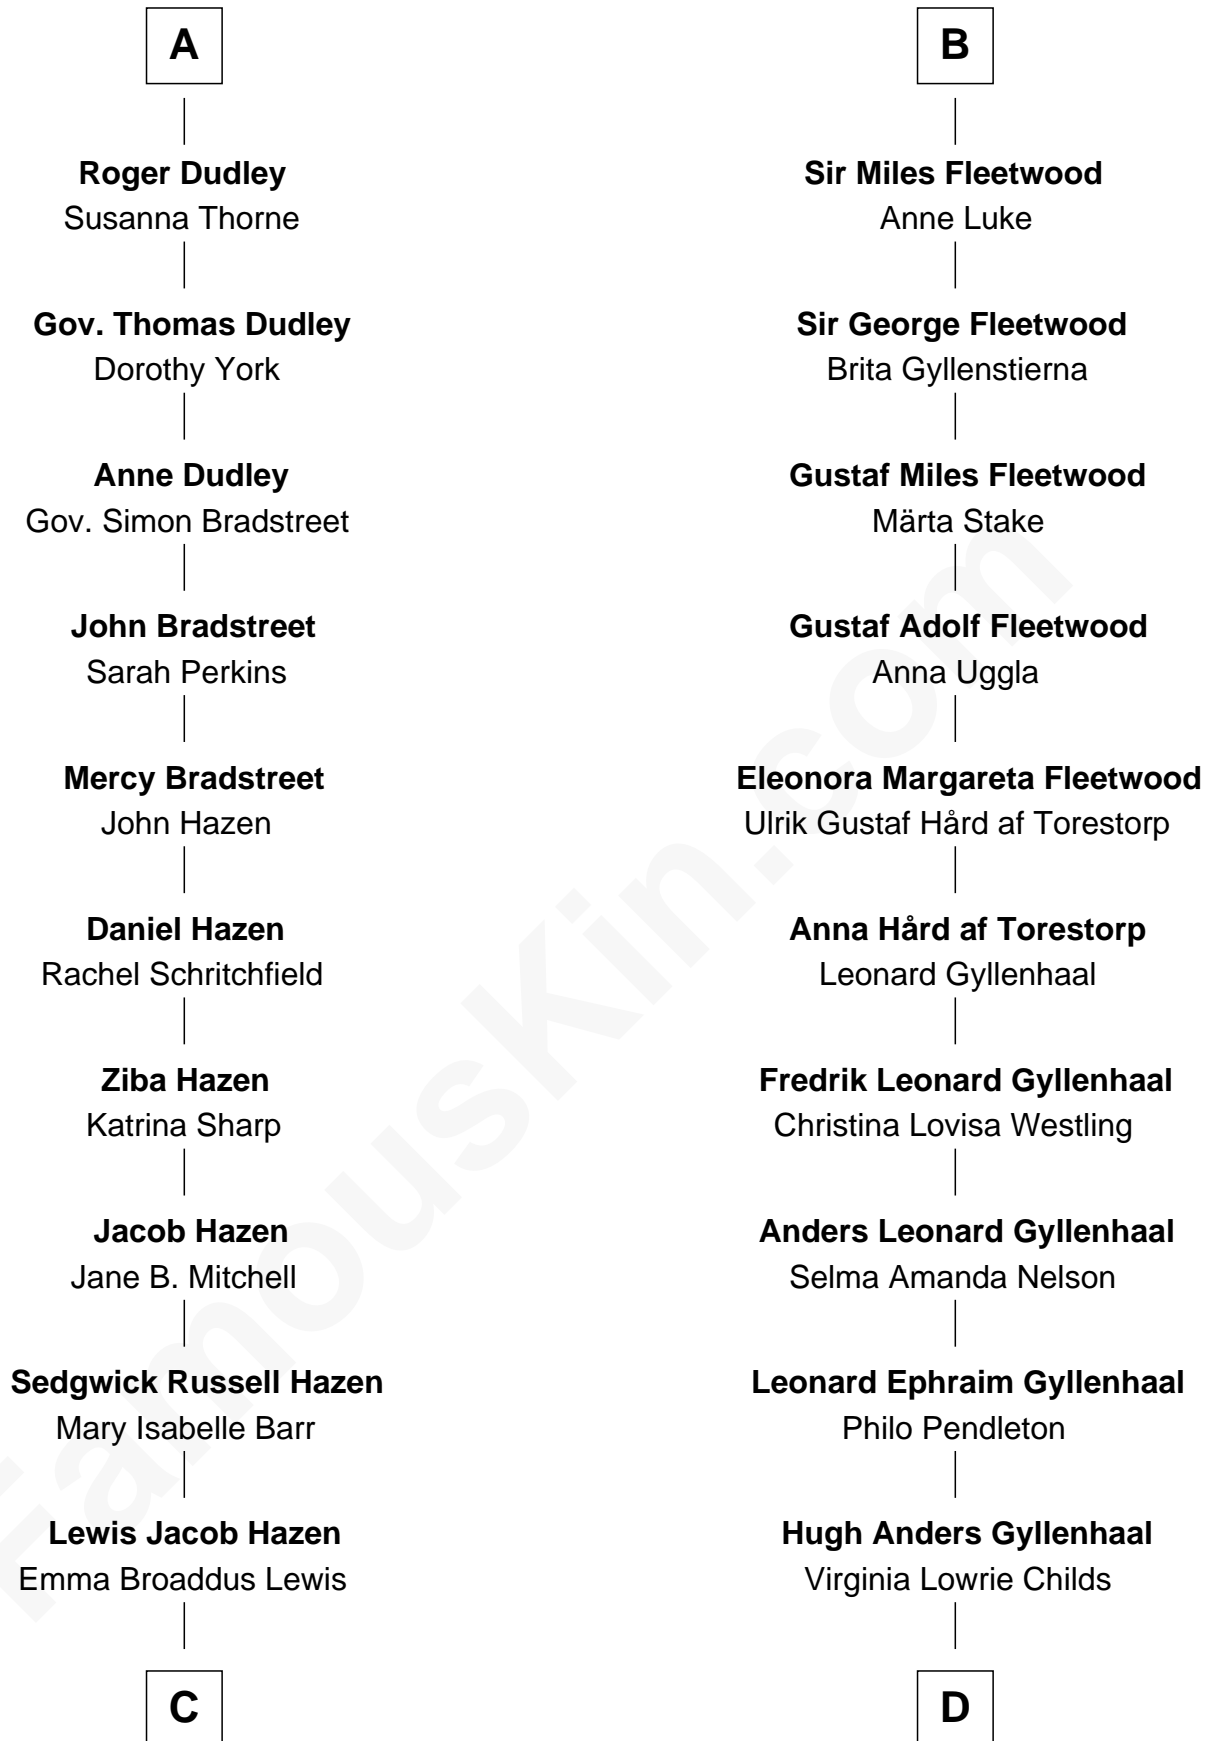 A
Roger Dudley
Susanna Thorne
Gov. Thomas Dudley
Dorothy York
Anne Dudley
Gov. Simon Bradstreet
John Bradstreet
Sarah Perkins
Mercy Bradstreet
John Hazen
Daniel Hazen
Rachel Schritchfield
Ziba Hazen
Katrina Sharp
Jacob Hazen
Jane B. Mitchell
Sedgwick Russell Hazen
Mary Isabelle Barr
Lewis Jacob Hazen
Emma Broaddus Lewis
C
B
Sir Miles Fleetwood
Anne Luke
Sir George Fleetwood
Brita Gyllenstierna
Gustaf Miles Fleetwood
Märta Stake
Gustaf Adolf Fleetwood
Anna Uggla
Eleonora Margareta Fleetwood
Ulrik Gustaf Hård af Torestorp
Anna Hård af Torestorp
Leonard Gyllenhaal
Fredrik Leonard Gyllenhaal
Christina Lovisa Westling
Anders Leonard Gyllenhaal
Selma Amanda Nelson
Leonard Ephraim Gyllenhaal
Philo Pendleton
Hugh Anders Gyllenhaal
Virginia Lowrie Childs
D
FamousKin.com